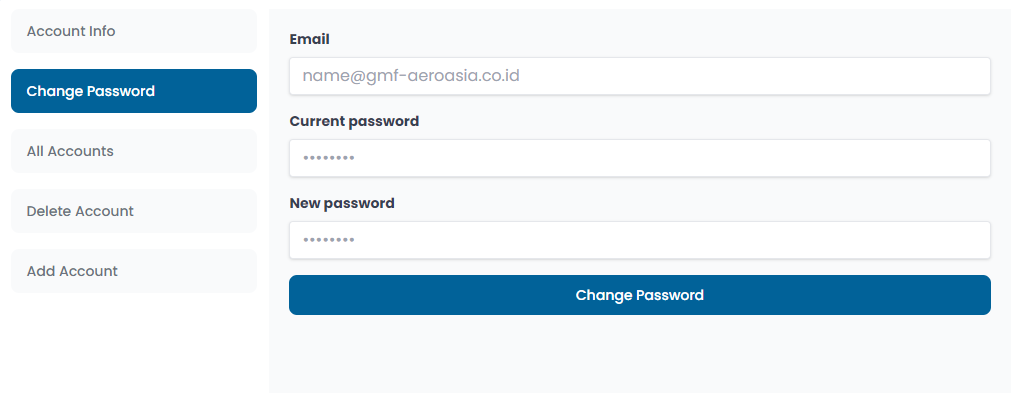 Account Info
Change Password
All Accounts
Delete Account
Add Account
Email
name@gmf-aeroasia.co.id
Current password
••••••••
New password
••••••••
Change Password